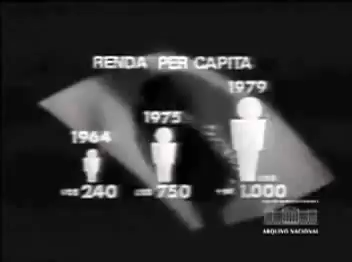 RENDA PER CAPITA
1979
1975
1964
US$ 240
US$ 750
US$ 1.000
ARQUIVO NACIONAL